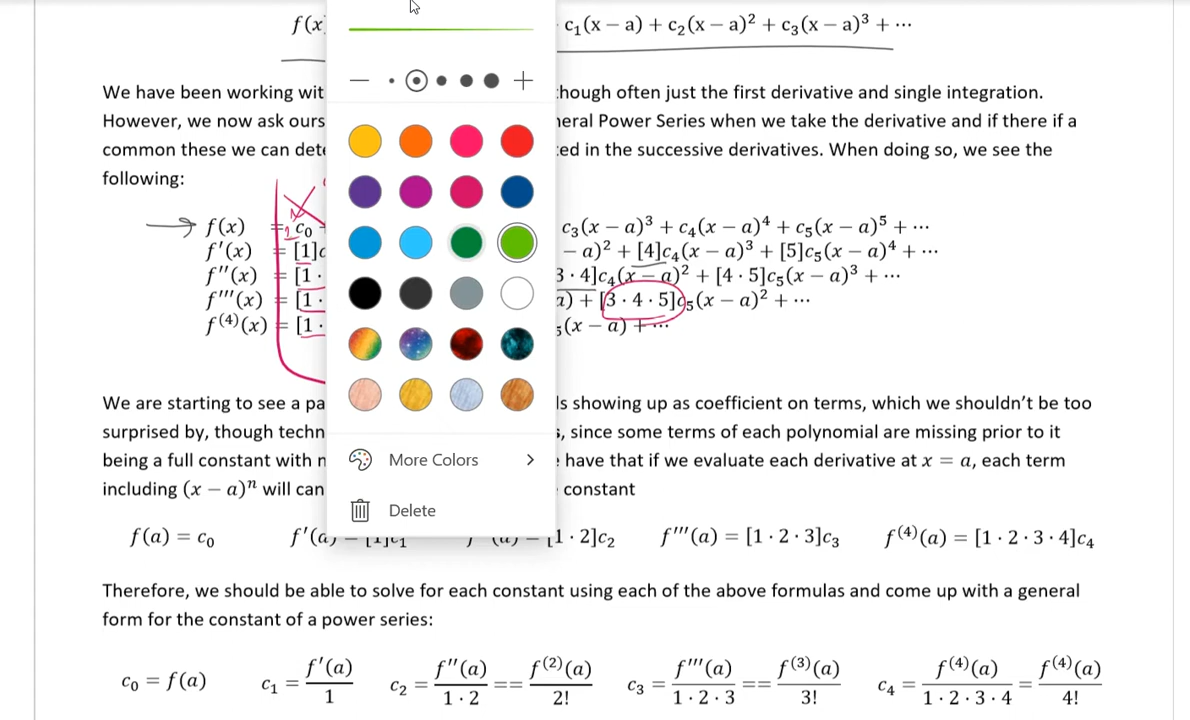 f(x c₁(x − a) + c₂(x − a)² + c₃(x − a)³ + ⋯
We have been working wit though often just the first derivative and single integration.
However, we now ask ours neral Power Series when we take the derivative and if there if a
common these we can dete ed in the successive derivatives. When doing so, we see the
following:
f(x) = c₀ c₃(x − a)³ + c₄(x − a)⁴ + c₅(x − a)⁵ + ⋯
f′(x) = [1]c − a)² + [4]c₄(x − a)³ + [5]c₅(x − a)⁴ + ⋯
f′′(x) = [1 · 3 · 4]c₄(x − a)² + [4 · 5]c₅(x − a)³ + ⋯
f′′′(x) = [1 · a) + [3 · 4 · 5]c₅(x − a)² + ⋯
f⁽⁴⁾(x) = [1 · ₅(x − a) + ⋯
We are starting to see a pa ls showing up as coefficient on terms, which we shouldn't be too
surprised by, though techn s, since some terms of each polynomial are missing prior to it
being a full constant with n have that if we evaluate each derivative at x = a, each term
including (x − a)ⁿ will can constant
f(a) = c₀ f′(a) = [1]c₁ f′′(a) = [1 · 2]c₂ f′′′(a) = [1 · 2 · 3]c₃ f⁽⁴⁾(a) = [1 · 2 · 3 · 4]c₄
Therefore, we should be able to solve for each constant using each of the above formulas and come up with a general
form for the constant of a power series:
c₀ = f(a) c₁ = f′(a)/1 c₂ = f′′(a)/1 · 2 == f⁽²⁾(a)/2! c₃ = f′′′(a)/1 · 2 · 3 == f⁽³⁾(a)/3! c₄ = f⁽⁴⁾(a)/1 · 2 · 3 · 4 = f⁽⁴⁾(a)/4!
More Colors
Delete